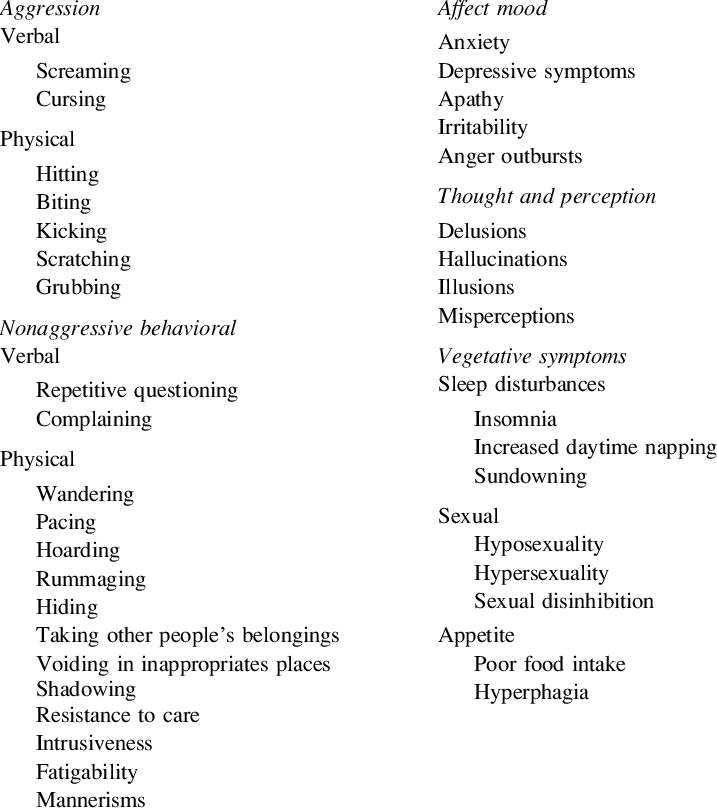 Aggression
Verbal
Screaming
Cursing
Physical
Hitting
Biting
Kicking
Scratching
Grubbing
Nonaggressive behavioral
Verbal
Repetitive questioning
Complaining
Physical
Wandering
Pacing
Hoarding
Rummaging
Hiding
Taking other people's belongings
Voiding in inappropriates places
Shadowing
Resistance to care
Intrusiveness
Fatigability
Mannerisms
Affect mood
Anxiety
Depressive symptoms
Apathy
Irritability
Anger outbursts
Thought and perception
Delusions
Hallucinations
Illusions
Misperceptions
Vegetative symptoms
Sleep disturbances
Insomnia
Increased daytime napping
Sundowning
Sexual
Hyposexuality
Hypersexuality
Sexual disinhibition
Appetite
Poor food intake
Hyperphagia